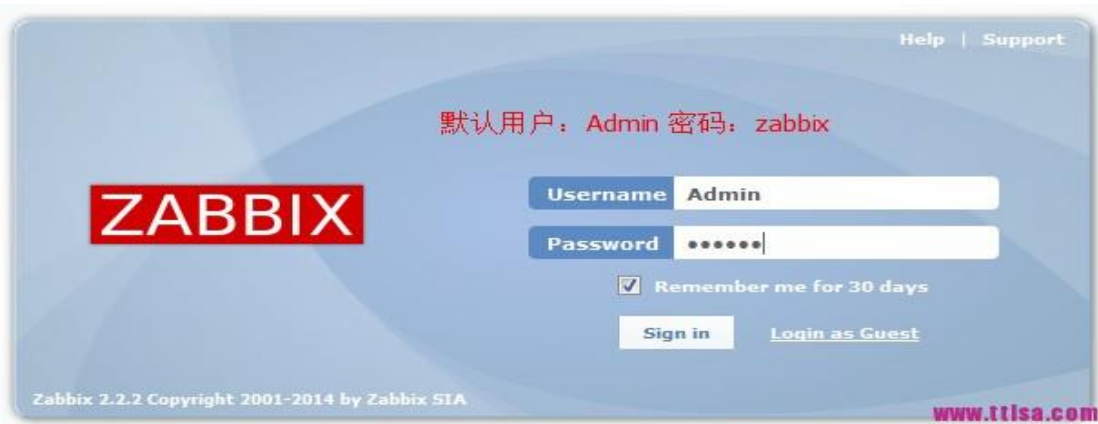 Help | Support
默认用户：Admin 密码：zabbix
ZABBIX
Username Admin
Password ••••••
Remember me for 30 days
Sign in Login as Guest
Zabbix 2.2.2 Copyright 2001-2014 by Zabbix SIA
www.ttlsa.com